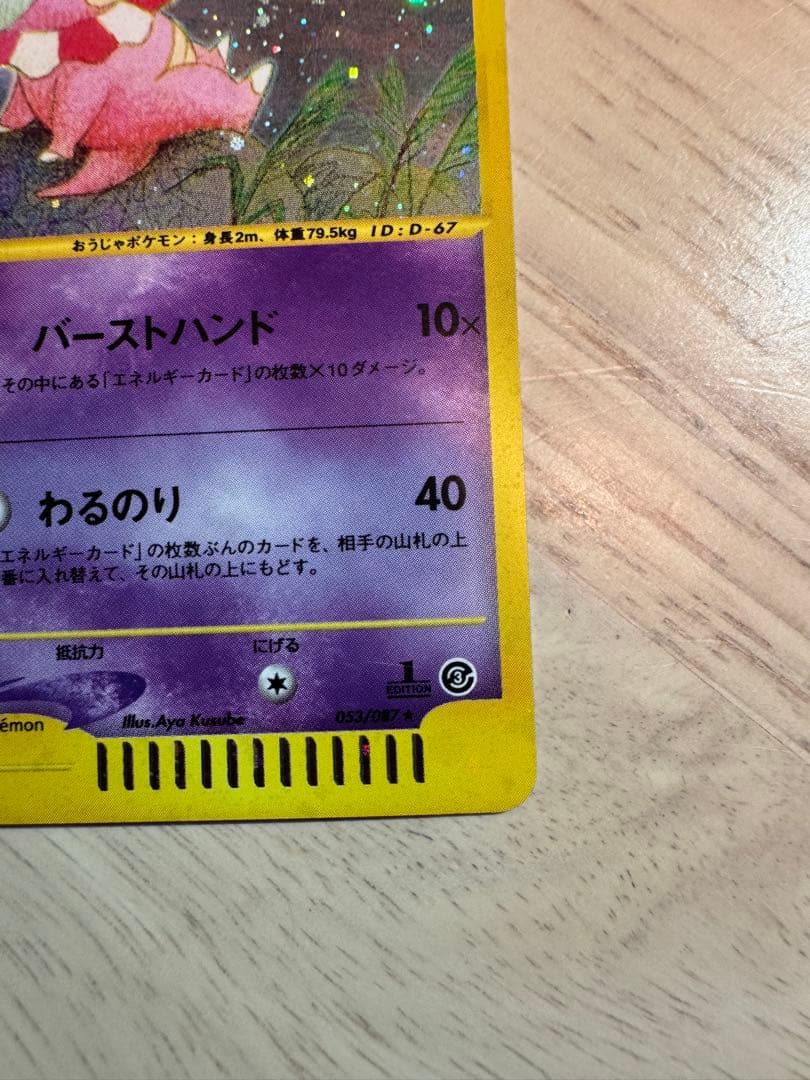 おうじゃポケモン：身長2m、体重79.5kg ID:D-67
バーストハンド 10×
その中にある「エネルギーカード」の枚数×10ダメージ。
わるのり 40
エネルギーカード」の枚数ぶんのカードを、相手の山札の上
番に入れ替えて、その山札の上にもどす。
抵抗力 にげる
1 EDITION 3
émon Illus.Aya Kusube 053/087★